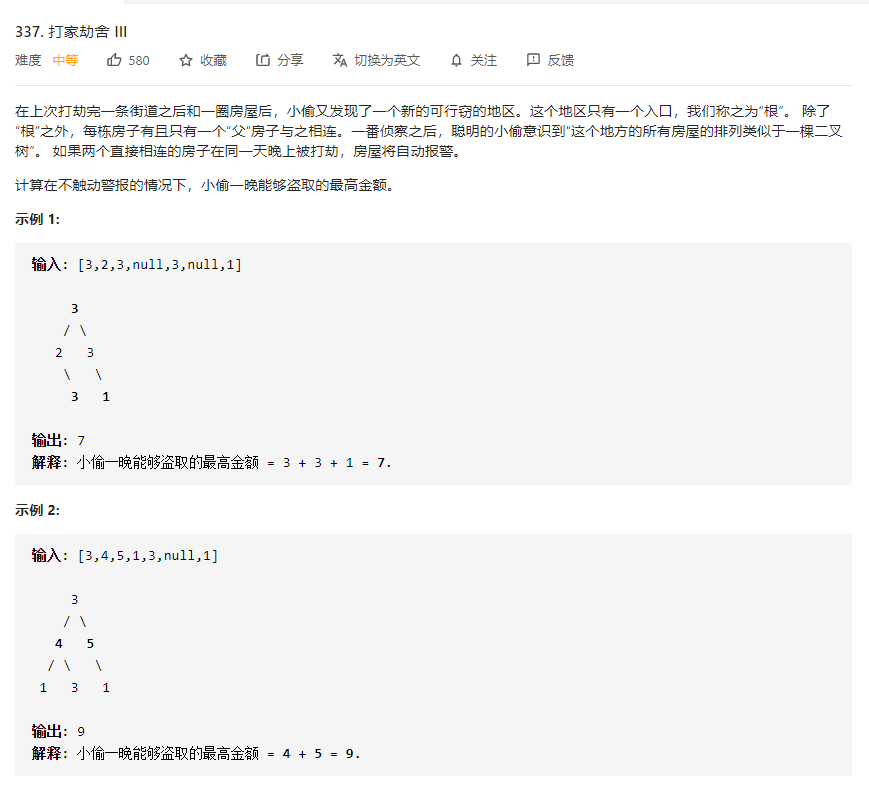 337. 打家劫舍 III
难度 中等 580 收藏 分享 切换为英文 关注 反馈
在上次打劫完一条街道之后和一圈房屋后，小偷又发现了一个新的可行窃的地区。这个地区只有一个入口，我们称之为“根”。 除了
“根”之外，每栋房子有且只有一个“父“房子与之相连。一番侦察之后，聪明的小偷意识到“这个地方的所有房屋的排列类似于一棵二叉
树”。 如果两个直接相连的房子在同一天晚上被打劫，房屋将自动报警。
计算在不触动警报的情况下，小偷一晚能够盗取的最高金额。
示例 1:
输入: [3,2,3,null,3,null,1]
3
/ \
2 3
\ \
3 1
输出: 7
解释: 小偷一晚能够盗取的最高金额 = 3 + 3 + 1 = 7.
示例 2:
输入: [3,4,5,1,3,null,1]
3
/ \
4 5
/ \ \
1 3 1
输出: 9
解释: 小偷一晚能够盗取的最高金额 = 4 + 5 = 9.